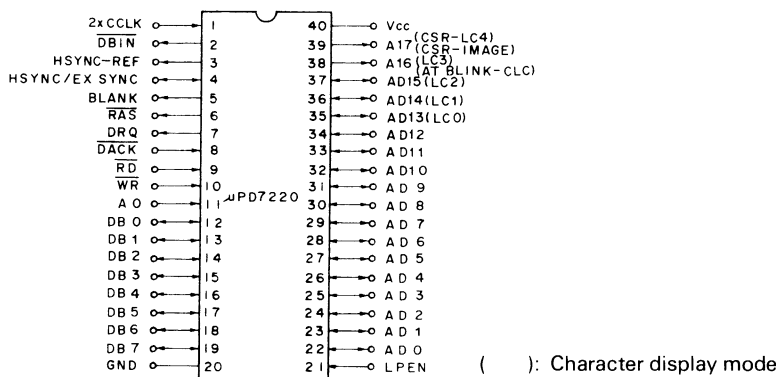 2xCCLK 1 40 Vcc
DBIN 2 39 A17 (CSR-LC4) (CSR-IMAGE)
HSYNC-REF 3 38 A16 (LC3) (AT BLINK-CLC)
HSYNC/EX SYNC 4 37 AD15(LC2)
BLANK 5 36 AD14(LC1)
RAS 6 35 AD13(LC0)
DRQ 7 34 AD12
DACK 8 33 AD11
RD 9 32 AD10
WR 10 31 AD 9
A0 11 μPD7220 30 AD 8
DB 0 12 29 AD 7
DB 1 13 28 AD 6
DB 2 14 27 AD 5
DB 3 15 26 AD 4
DB 4 16 25 AD 3
DB 5 17 24 AD 2
DB 6 18 23 AD 1
DB 7 19 22 AD 0
GND 20 21 LPEN ( ): Character display mode